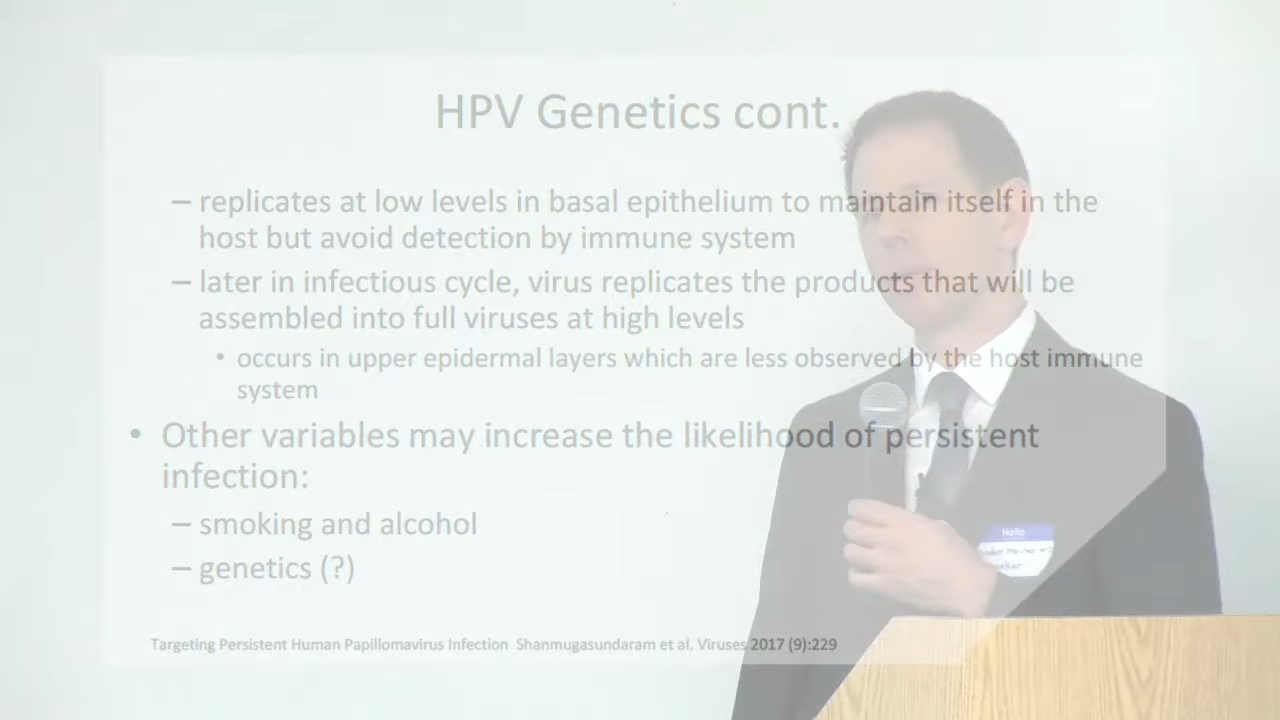 HPV Genetics cont.
– replicates at low levels in basal epithelium to maintain itself in the
host but avoid detection by immune system
– later in infectious cycle, virus replicates the products that will be
assembled into full viruses at high levels
• occurs in upper epidermal layers which are less observed by the host immune
system
• Other variables may increase the likelihood of persistent
infection:
– smoking and alcohol
– genetics (?)
Hello
Targeting Persistent Human Papillomavirus Infection Shanmugasundaram et al. Viruses 2017 (9):229